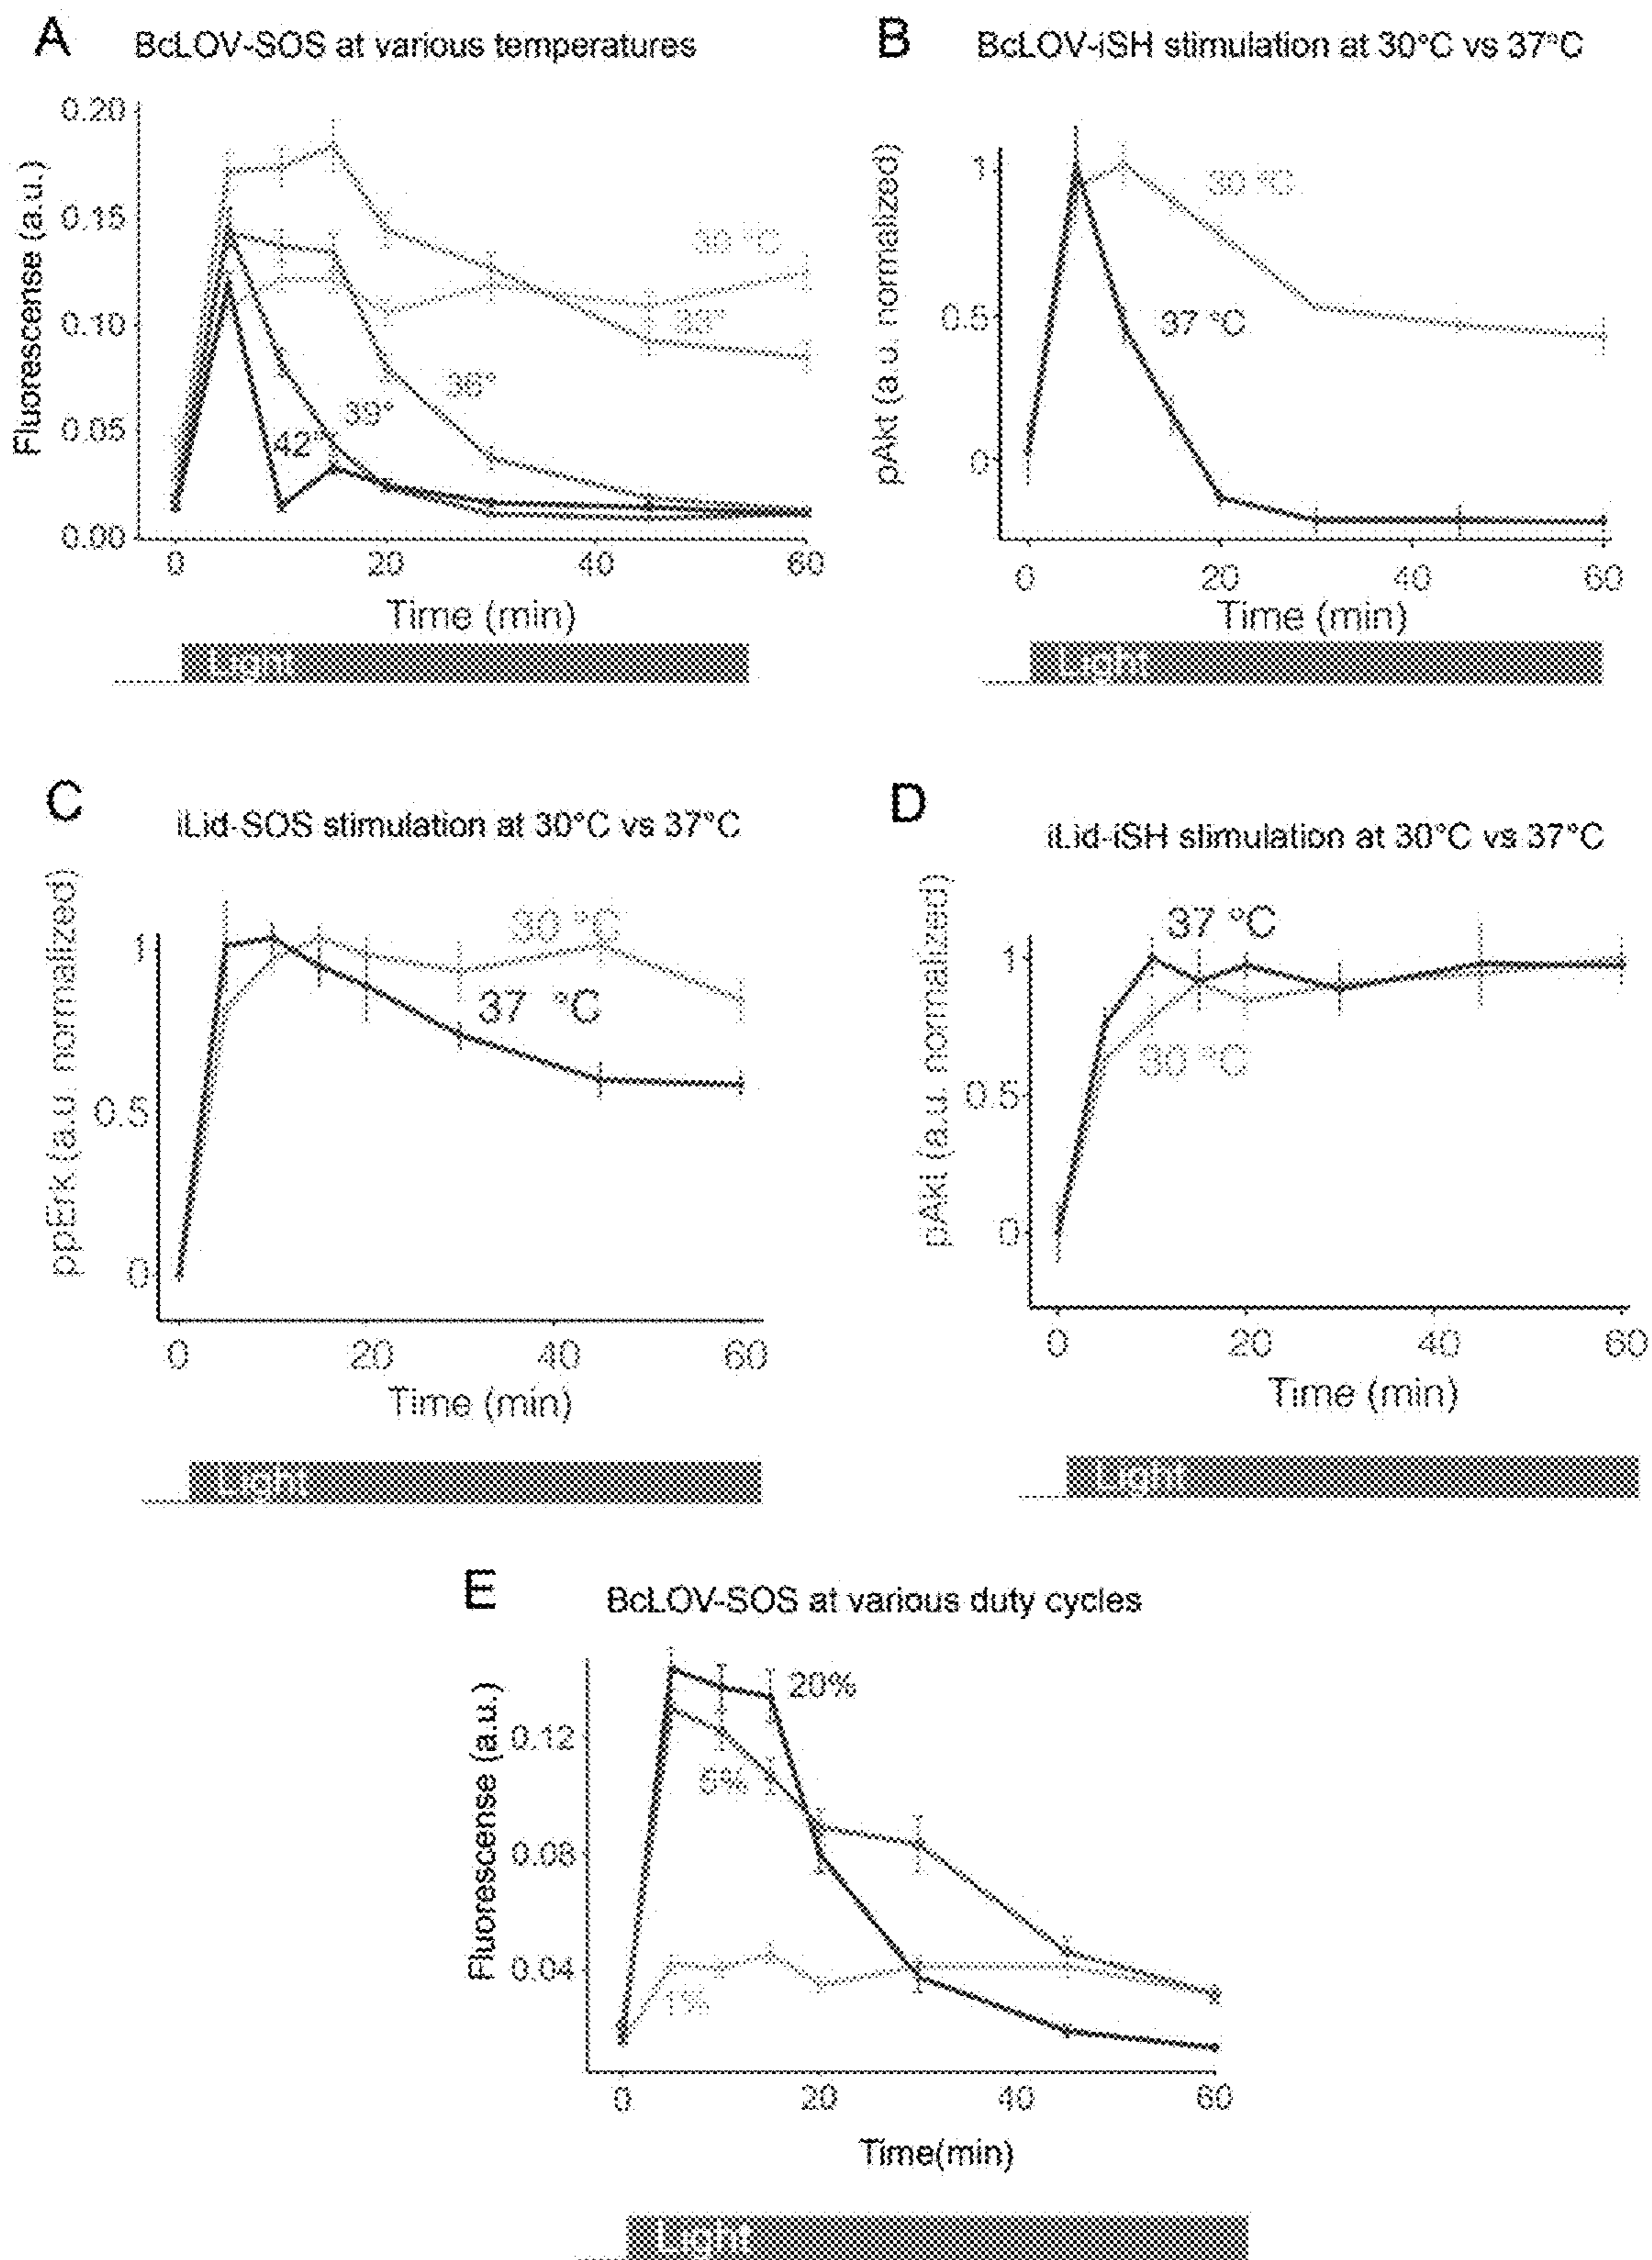 A
BcLOV-SOS at various temperatures
Fluorescense (a.u.)
0.20
0.15
0.10
0.05
0.00
30 °C
33°
36°
39°
42°
0
20
40
60
Time (min)
Light
B
BcLOV-iSH stimulation at 30°C vs 37°C
pAkt (a.u. normalized)
1
0.5
0
30 °C
37 °C
0
20
40
60
Time (min)
Light
C
iLid-SOS stimulation at 30°C vs 37°C
ppErk (a.u. normalized)
1
0.5
0
30 °C
37 °C
0
20
40
60
Time (min)
Light
D
iLid-iSH stimulation at 30°C vs 37°C
pAkt (a.u. normalized)
1
0.5
0
37 °C
30 °C
0
20
40
60
Time (min)
Light
E
BcLOV-SOS at various duty cycles
Fluorescense (a.u.)
0.12
0.08
0.04
20%
5%
1%
0
20
40
60
Time(min)
Light